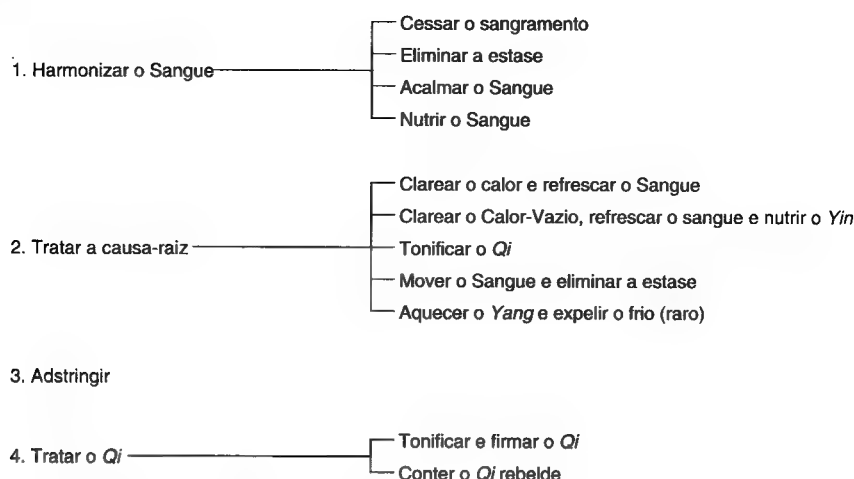 Cessar o sangramento
Eliminar a estase
1. Harmonizar o Sangue
Acalmar o Sangue
Nutrir o Sangue
Clarear o calor e refrescar o Sangue
Clarear o Calor-Vazio, refrescar o sangue e nutrir o Yin
2. Tratar a causa-raiz
Tonificar o Qi
Mover o Sangue e eliminar a estase
Aquecer o Yang e expelir o frio (raro)
3. Adstringir
Tonificar e firmar o Qi
4. Tratar o Qi
Conter o Qi rebelde